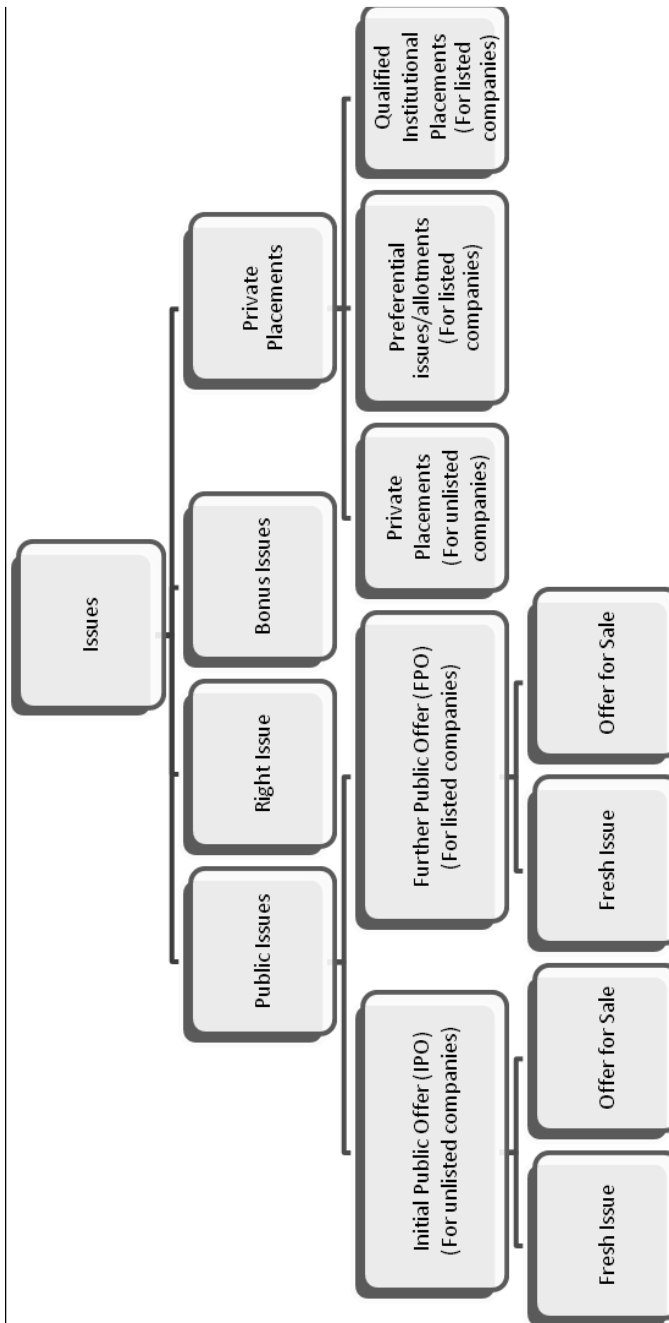 Issues
Public Issues
Right Issue
Bonus Issues
Private
Placements
Initial Public Offer (IPO)
(For unlisted companies)
Further Public Offer (FPO)
(For listed companies)
Private
Placements
(For unlisted
companies)
Preferential
issues/allotments
(For listed
companies)
Qualified
Institutional
Placements
(For listed
companies)
Fresh Issue
Offer for Sale
Fresh Issue
Offer for Sale